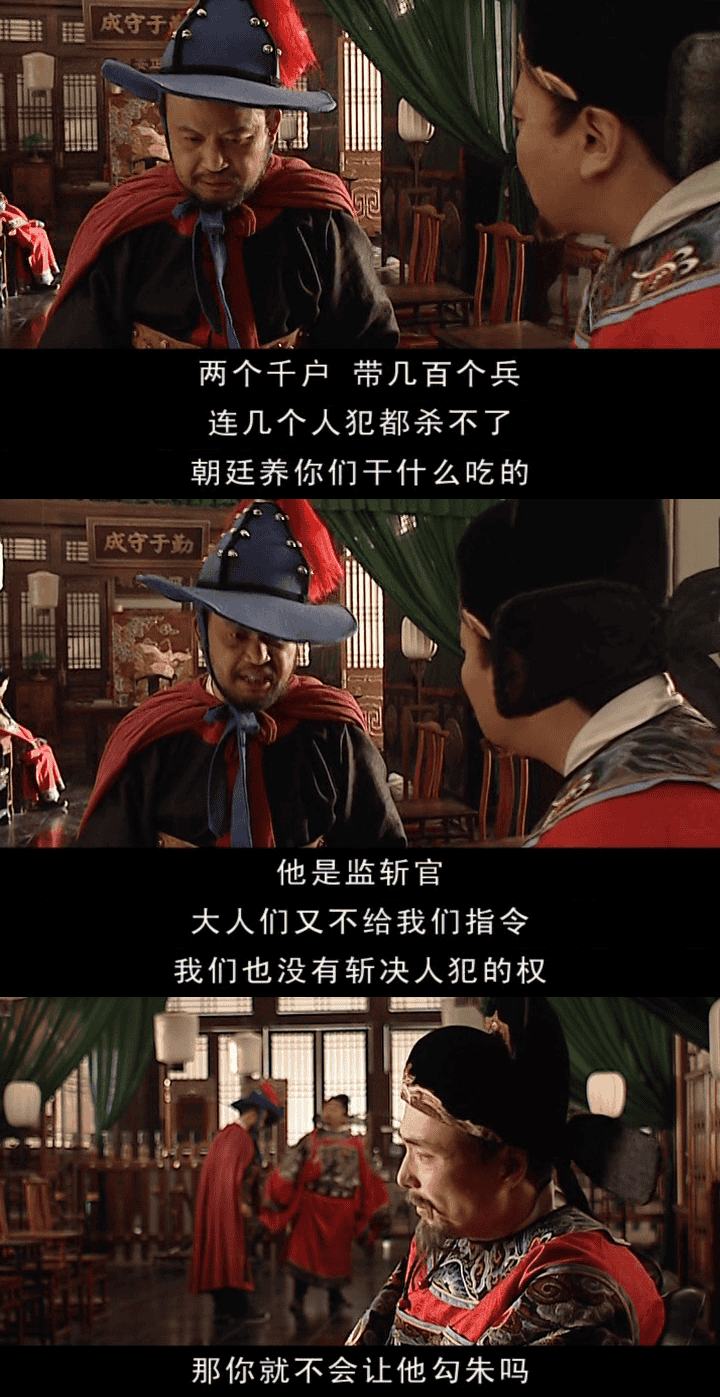 成守于勤
两个千户 带几百个兵
连几个人犯都杀不了
朝廷养你们干什么吃的
成守于勤
他是监斩官
大人们又不给我们指令
我们也没有斩决人犯的权
那你就不会让他勾朱吗